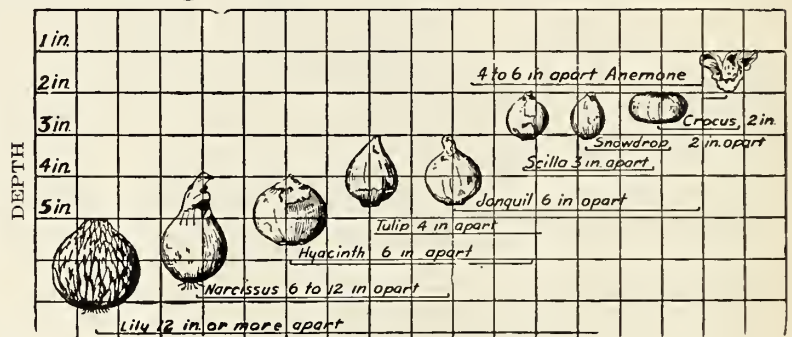 1 in.
2 in.
4 to 6 in apart Anemone
3 in.
Crocus, 2 in.
Snowdrop, 2 in. apart
4 in.
Scilla 3 in. apart
DEPTH
5 in.
Jonquil 6 in apart
Tulip 4 in apart
Hyacinth 6 in apart
Narcissus 6 to 12 in apart
Lily 12 in. or more apart